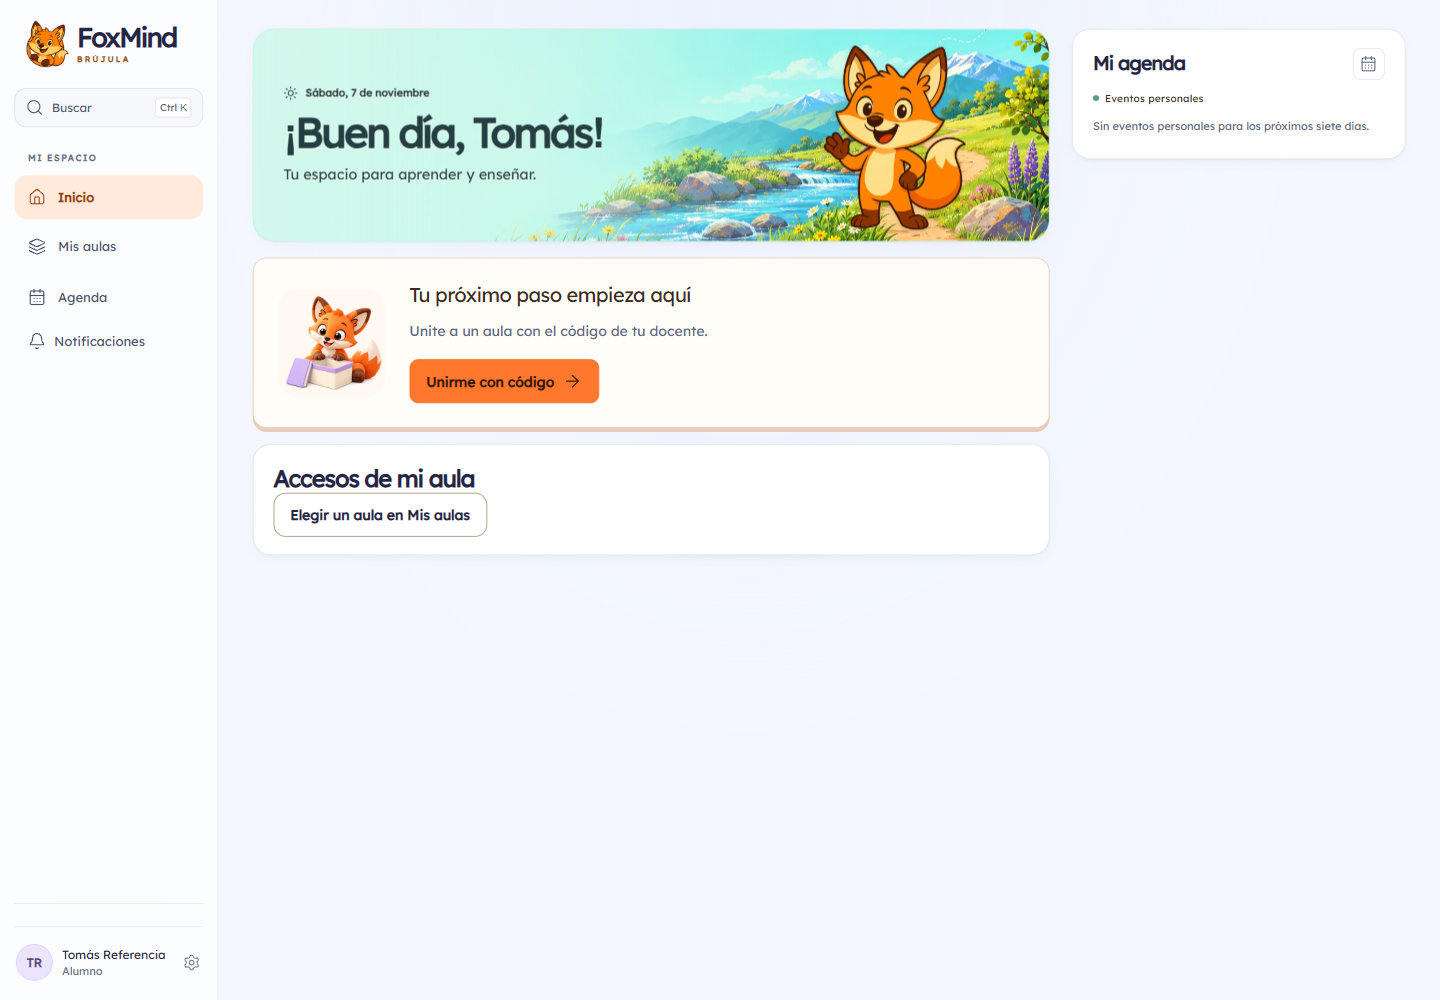 FoxMind
BRÚJULA
Buscar
Ctrl K
MI ESPACIO
Inicio
Mis aulas
Agenda
Notificaciones
TR
Tomás Referencia
Alumno
Sábado, 7 de noviembre
¡Buen día, Tomás!
Tu espacio para aprender y enseñar.
Tu próximo paso empieza aquí
Unite a un aula con el código de tu docente.
Unirme con código
Accesos de mi aula
Elegir un aula en Mis aulas
Mi agenda
Eventos personales
Sin eventos personales para los próximos siete días.